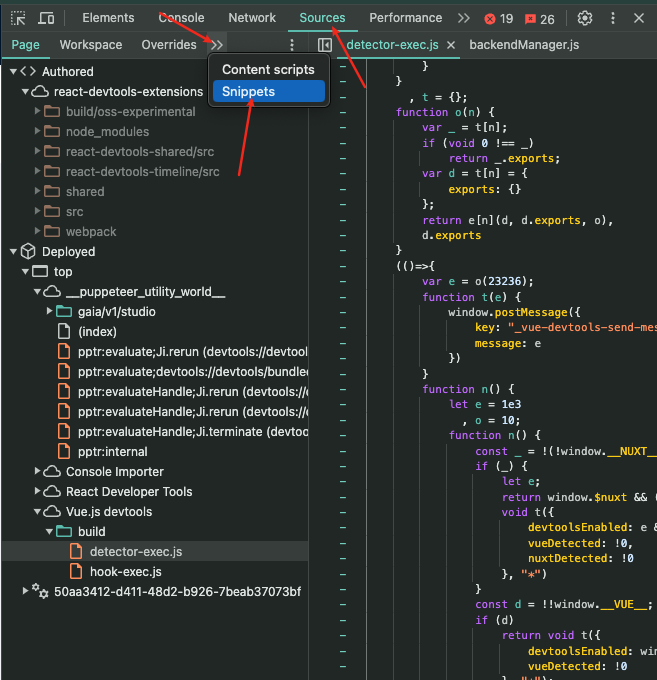 Elements Console Network Sources Performance 19 26
Page Workspace Overrides detector-exec.js backendManager.js
Content scripts
Snippets
Authored
react-devtools-extensions
build/oss-experimental
node_modules
react-devtools-shared/src
react-devtools-timeline/src
shared
src
webpack
Deployed
top
__puppeteer_utility_world__
gaia/v1/studio
(index)
pptr:evaluate;Ji.rerun (devtools://devtool
pptr:evaluate;devtools://devtools/bundle
pptr:evaluateHandle;Ji.rerun (devtools://
pptr:evaluateHandle;Ji.rerun (devtools://
pptr:evaluateHandle;Ji.terminate (devtoo
pptr:internal
Console Importer
React Developer Tools
Vue.js devtools
build
detector-exec.js
hook-exec.js
50aa3412-d411-48d2-b926-7beab37073bf
}
}
, t = {};
function o(n) {
var _ = t[n];
if (void 0 !== _)
return _.exports;
var d = t[n] = {
exports: {}
};
return e[n](d, d.exports, o),
d.exports
}
(()=>{
var e = o(23236);
function t(e) {
window.postMessage({
key: "_vue-devtools-send-mes
message: e
})
}
function n() {
let e = 1e3
, o = 10;
function n() {
const _ = !(!window.__NUXT__
if (_) {
let e;
return window.$nuxt && (
void t({
devtoolsEnabled: e &
vueDetected: !0,
nuxtDetected: !0
}, "*")
}
const d = !!window.__VUE__;
if (d)
return void t({
devtoolsEnabled: win
vueDetected: !0
}, "*");